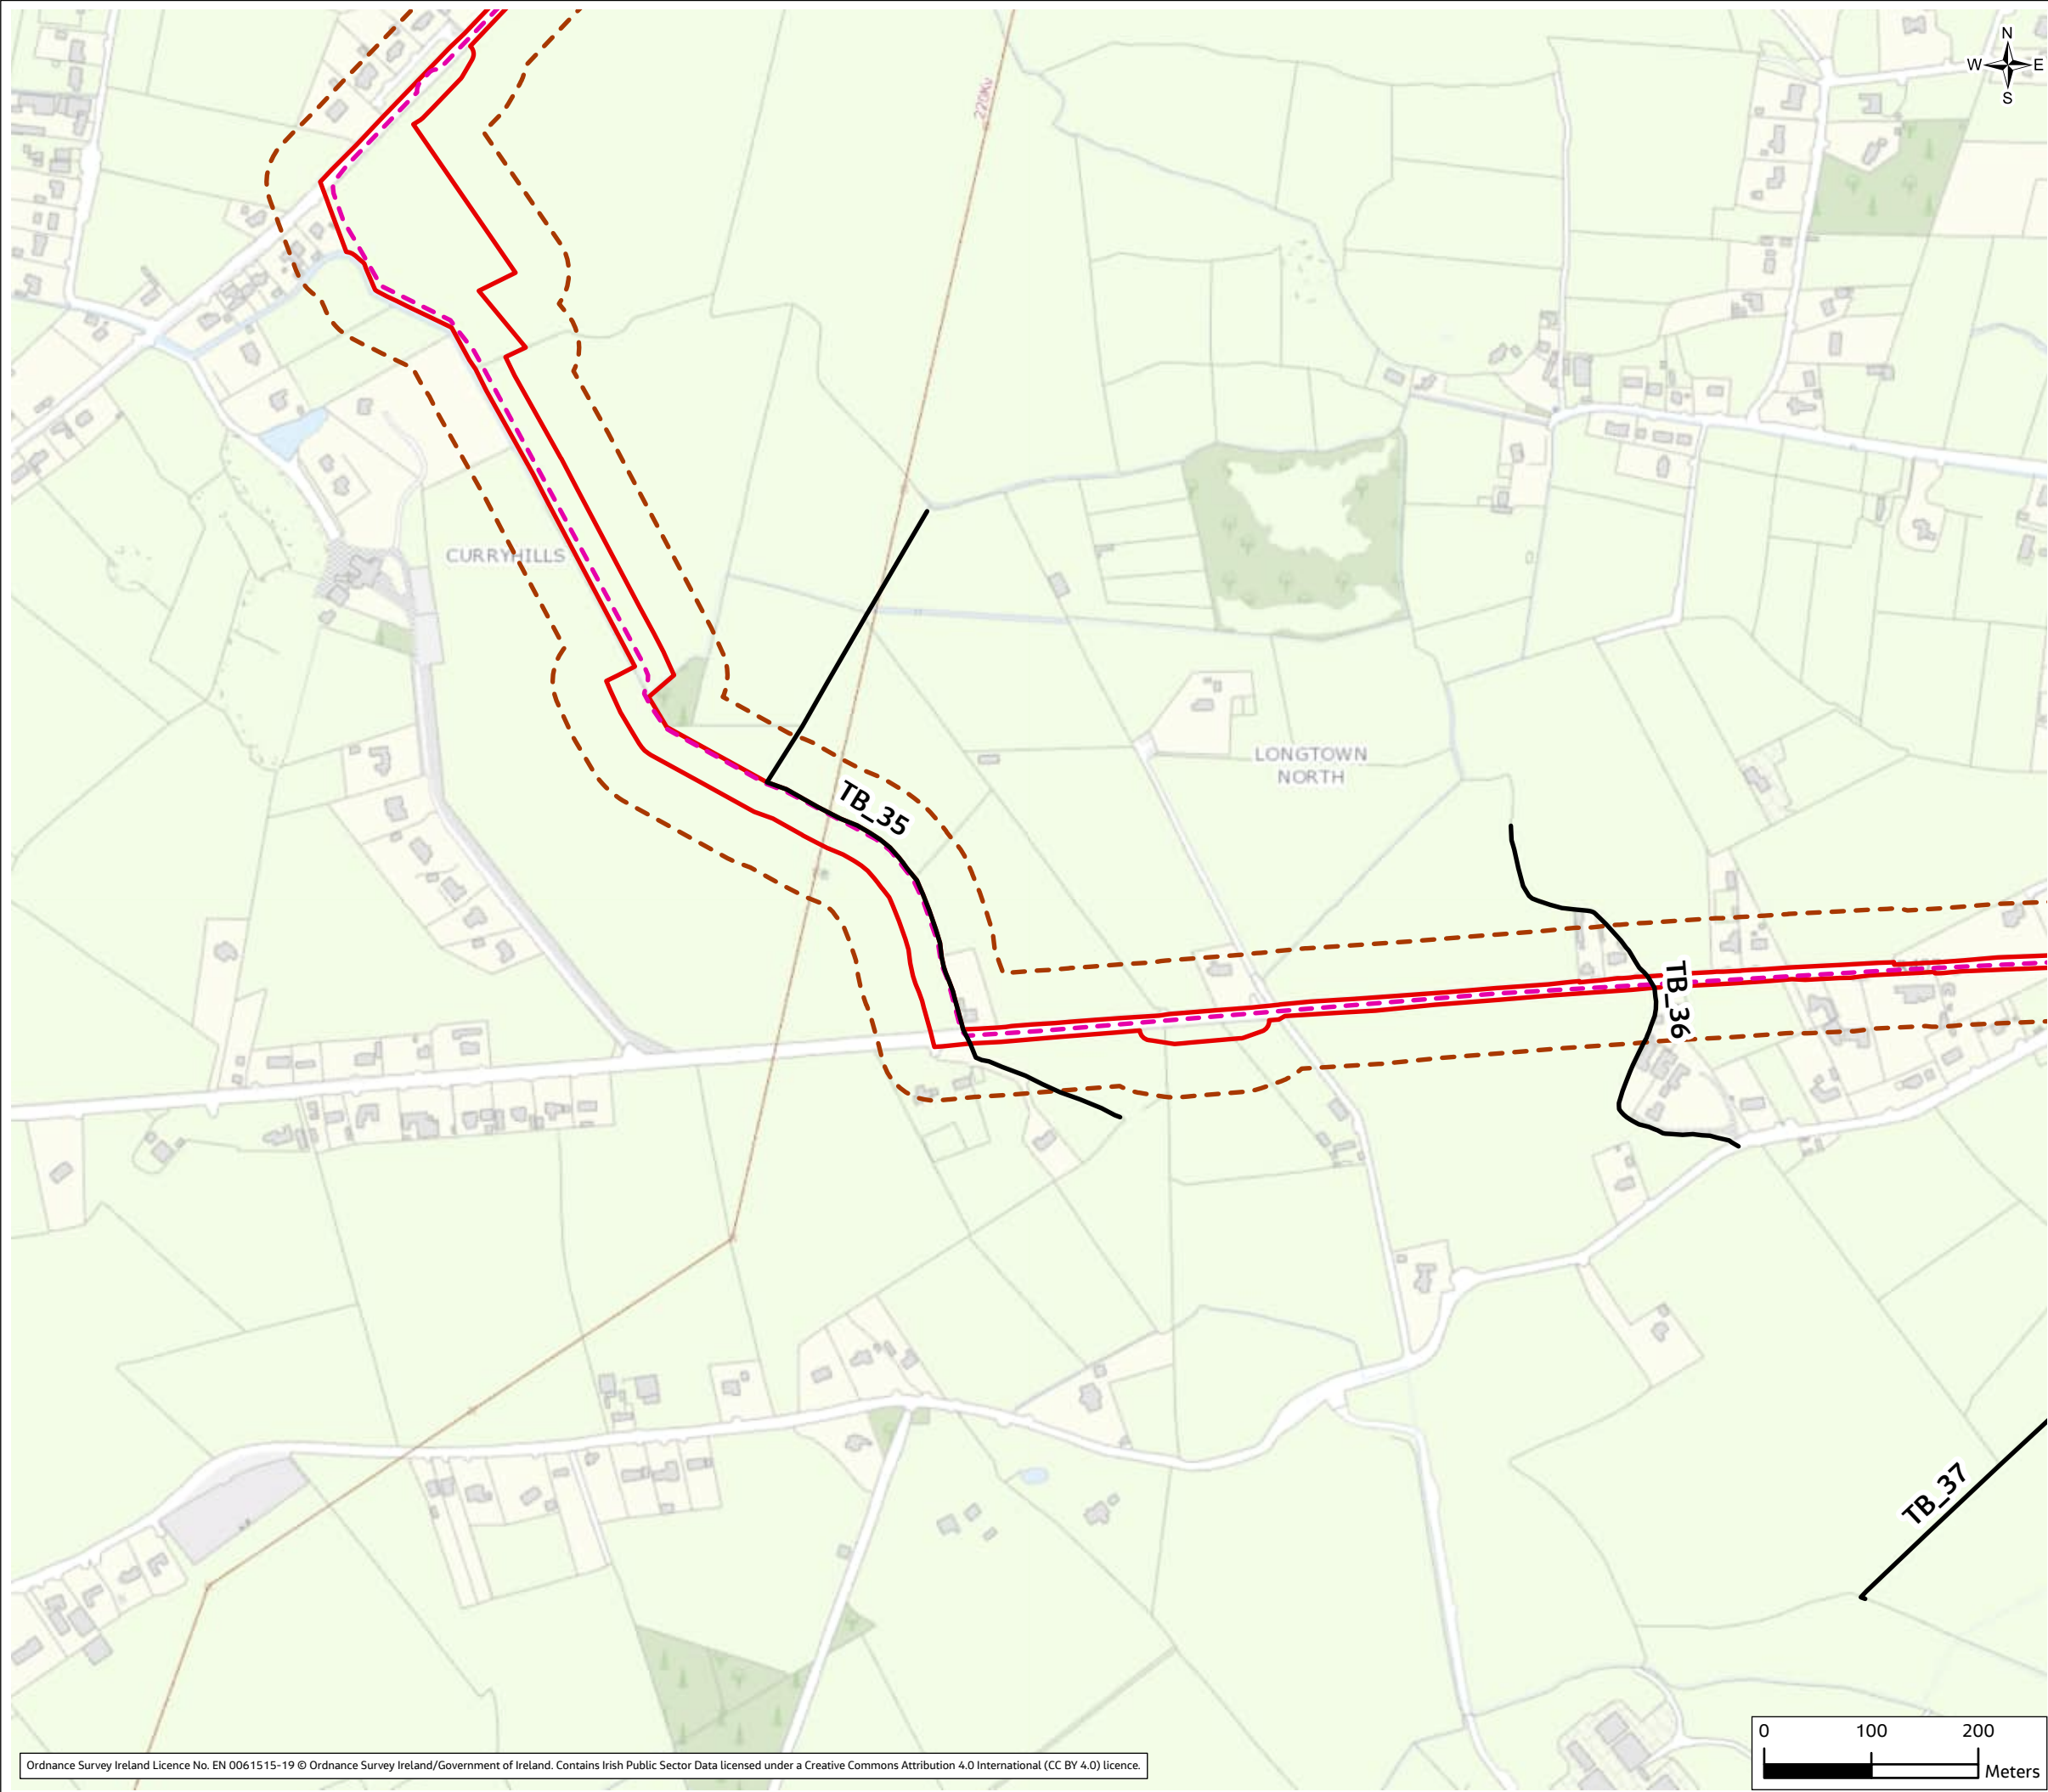 N
W E
S
220Kv
CURRYHILLS
LONGTOWN
NORTH
TB_35
TB_36
TB_37
0 100 200
Meters
Ordnance Survey Ireland Licence No. EN 0061515-19 © Ordnance Survey Ireland/Government of Ireland. Contains Irish Public Sector Data licensed under a Creative Commons Attribution 4.0 International (CC BY 4.0) licence.